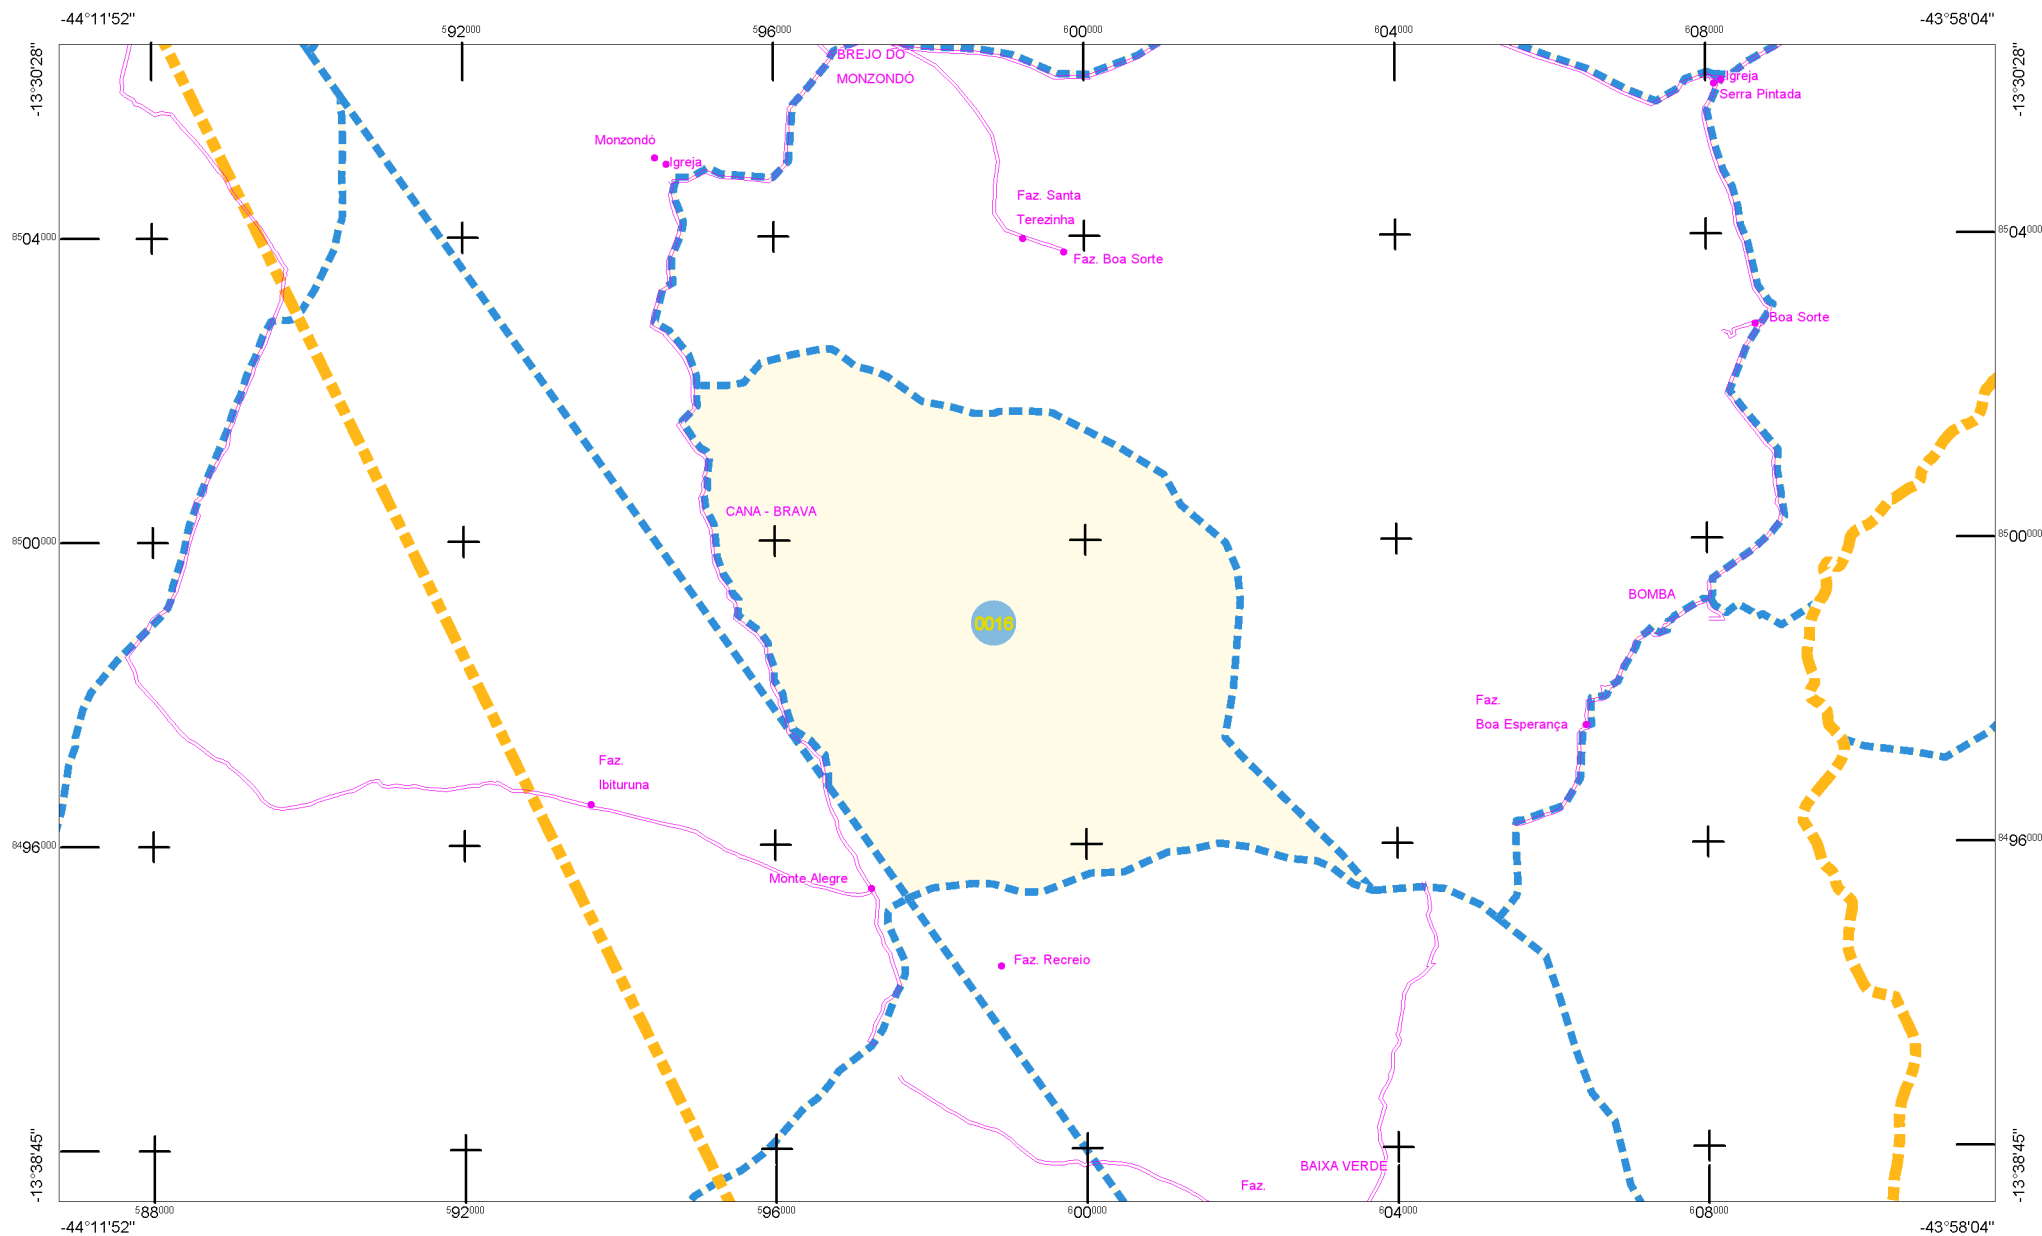 -44°11'52"
-43°58'04"
592000
596000
600000
604000
608000
-13°30'28"
-13°30'28"
BREJO DO
MONZONDÓ
Igreja
Serra Pintada
Monzondó
Igreja
Faz. Santa
Terezinha
8504000
8504000
Faz. Boa Sorte
Boa Sorte
CANA - BRAVA
8500000
8500000
BOMBA
0016
Faz.
Boa Esperança
Faz.
Ibituruna
8496000
8496000
Monte Alegre
Faz. Recreio
-13°38'45"
-13°38'45"
BAIXA VERDE
Faz.
588000
592000
596000
600000
604000
608000
-44°11'52"
-43°58'04"